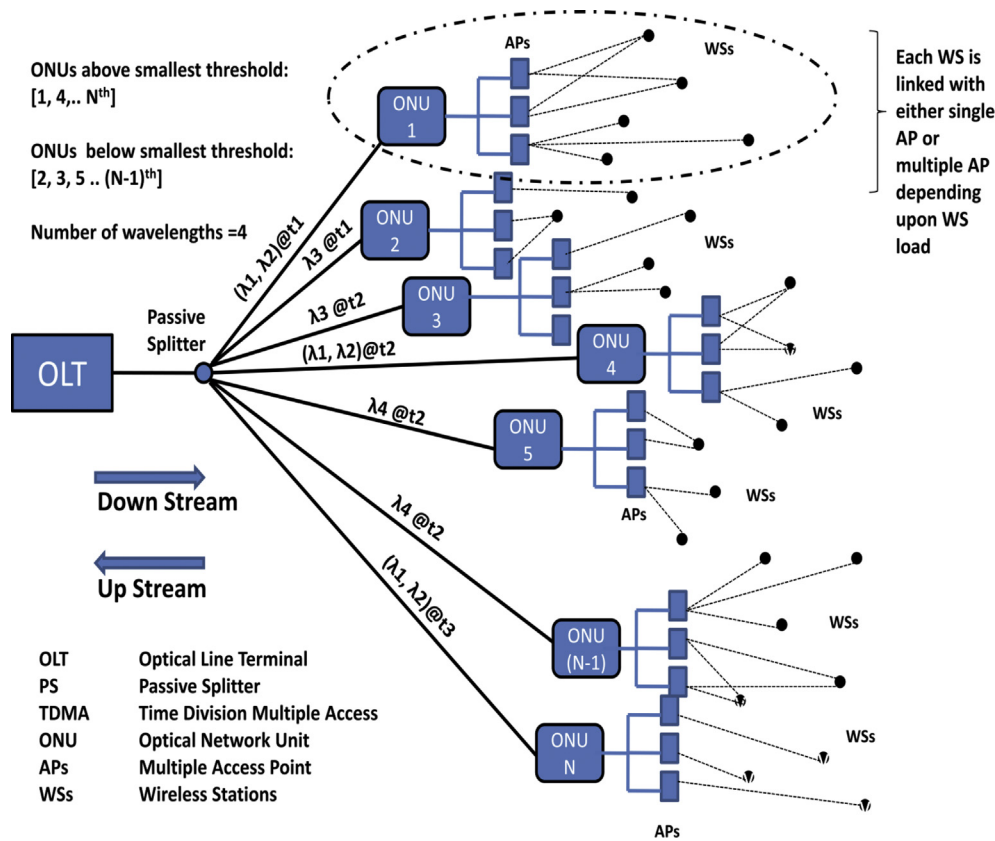 ONUs above smallest threshold:
[1, 4,.. Nth]
ONUs below smallest threshold:
[2, 3, 5 .. (N-1)th]
Number of wavelengths =4
APs
WSs
Each WS is
linked with
either single
AP or
multiple AP
depending
upon WS
load
ONU
1
(λ1, λ2)@t1
λ3 @t1
ONU
2
WSs
λ3 @t2
ONU
3
Passive
Splitter
(λ1, λ2)@t2
ONU
4
OLT
WSs
λ4 @t2
ONU
5
WSs
APs
Down Stream
λ4 @t2
Up Stream
(λ1, λ2)@t3
ONU
(N-1)
WSs
ONU
N
WSs
APs
OLT Optical Line Terminal
PS Passive Splitter
TDMA Time Division Multiple Access
ONU Optical Network Unit
APs Multiple Access Point
WSs Wireless Stations